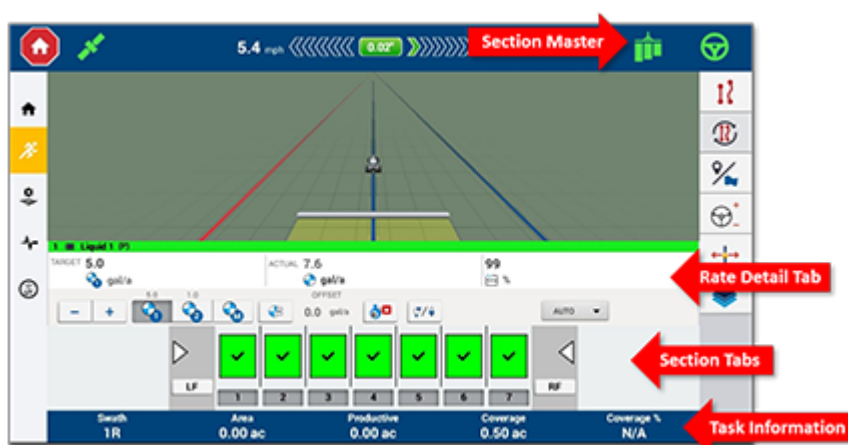 5.4 mph 0.02" Section Master
1 Liquid 1 (P)
TARGET 5.0 ACTUAL 7.6 99
gal/a gal/a %
Rate Detail Tab
5.0 1.0 OFFSET
- + 0.0 gal/a AUTO
Section Tabs
LF RF
1 2 3 4 5 6 7
Swath Area Productive Coverage Coverage %
1R 0.00 ac 0.00 ac 0.50 ac N/A
Task Information